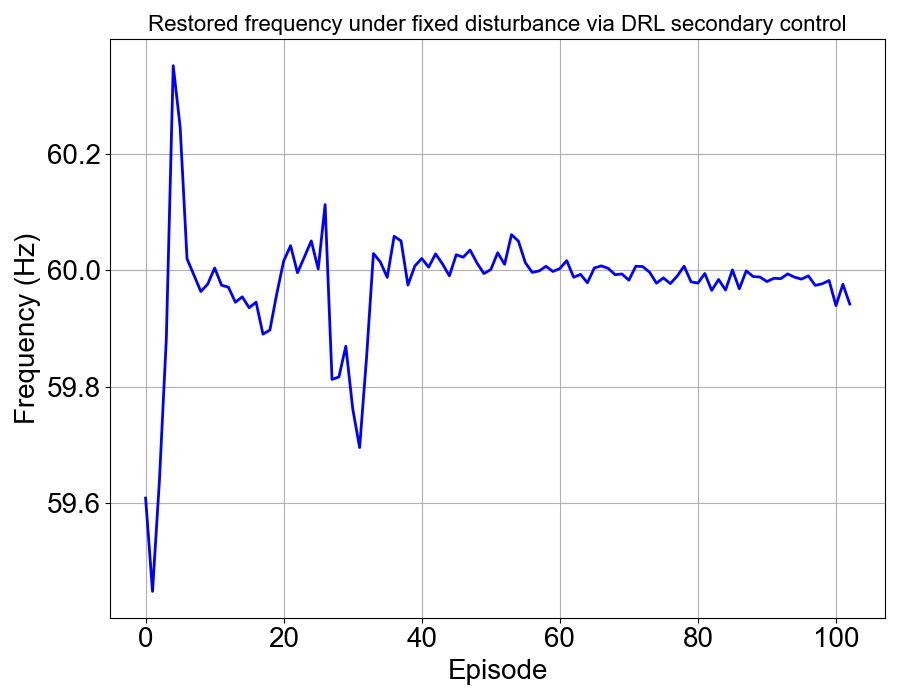 Restored frequency under fixed disturbance via DRL secondary control
60.2
60.0
59.8
59.6
Frequency (Hz)
0 20 40 60 80 100
Episode